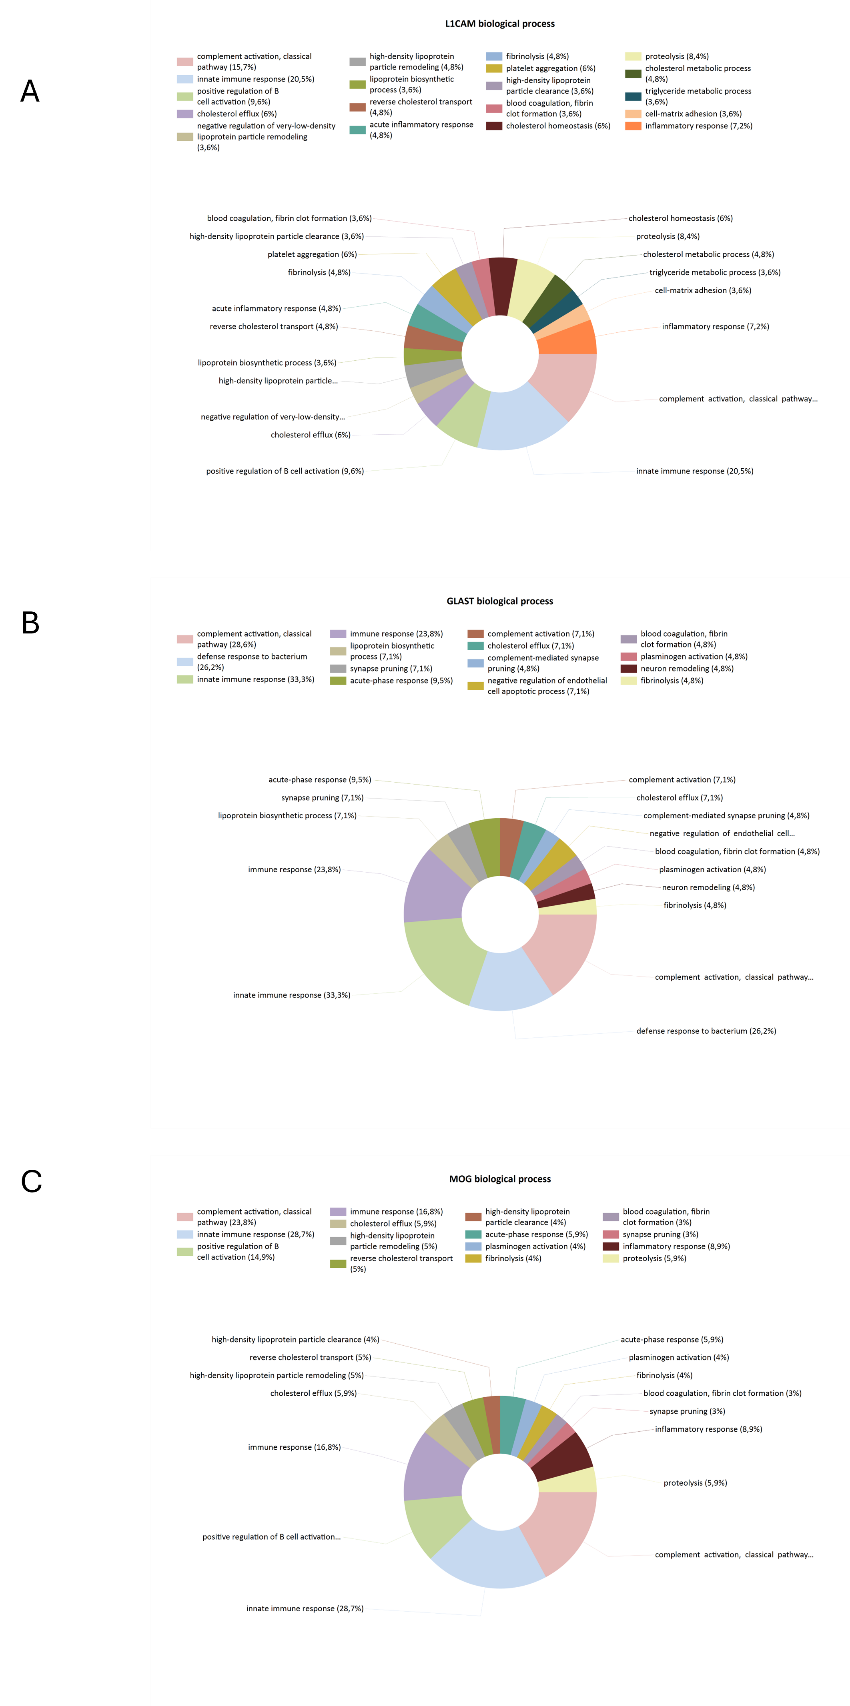 A
L1CAM biological process
complement activation, classical
pathway (15,7%)
innate immune response (20,5%)
positive regulation of B
cell activation (9,6%)
cholesterol efflux (6%)
negative regulation of very-low-density
lipoprotein particle remodeling
(3,6%)
high-density lipoprotein
particle remodeling (4,8%)
lipoprotein biosynthetic
process (3,6%)
reverse cholesterol transport
(4,8%)
acute inflammatory response
(4,8%)
fibrinolysis (4,8%)
platelet aggregation (6%)
high-density lipoprotein
particle clearance (3,6%)
blood coagulation, fibrin
clot formation (3,6%)
cholesterol homeostasis (6%)
proteolysis (8,4%)
cholesterol metabolic process
(4,8%)
triglyceride metabolic process
(3,6%)
cell-matrix adhesion (3,6%)
inflammatory response (7,2%)
blood coagulation, fibrin clot formation (3,6%)
high-density lipoprotein particle clearance (3,6%)
platelet aggregation (6%)
fibrinolysis (4,8%)
acute inflammatory response (4,8%)
reverse cholesterol transport (4,8%)
lipoprotein biosynthetic process (3,6%)
high-density lipoprotein particle...
negative regulation of very-low-density...
cholesterol efflux (6%)
positive regulation of B cell activation (9,6%)
cholesterol homeostasis (6%)
proteolysis (8,4%)
cholesterol metabolic process (4,8%)
triglyceride metabolic process (3,6%)
cell-matrix adhesion (3,6%)
inflammatory response (7,2%)
complement activation, classical pathway...
innate immune response (20,5%)
B
GLAST biological process
complement activation, classical
pathway (28,6%)
defense response to bacterium
(26,2%)
innate immune response (33,3%)
immune response (23,8%)
lipoprotein biosynthetic
process (7,1%)
synapse pruning (7,1%)
acute-phase response (9,5%)
complement activation (7,1%)
cholesterol efflux (7,1%)
complement-mediated synapse
pruning (4,8%)
negative regulation of endothelial
cell apoptotic process (7,1%)
blood coagulation, fibrin
clot formation (4,8%)
plasminogen activation (4,8%)
neuron remodeling (4,8%)
fibrinolysis (4,8%)
acute-phase response (9,5%)
synapse pruning (7,1%)
lipoprotein biosynthetic process (7,1%)
immune response (23,8%)
innate immune response (33,3%)
complement activation (7,1%)
cholesterol efflux (7,1%)
complement-mediated synapse pruning (4,8%)
negative regulation of endothelial cell...
blood coagulation, fibrin clot formation (4,8%)
plasminogen activation (4,8%)
neuron remodeling (4,8%)
fibrinolysis (4,8%)
complement activation, classical pathway...
defense response to bacterium (26,2%)
C
MOG biological process
complement activation, classical
pathway (23,8%)
innate immune response (28,7%)
positive regulation of B
cell activation (14,9%)
immune response (16,8%)
cholesterol efflux (5,9%)
high-density lipoprotein
particle remodeling (5%)
reverse cholesterol transport
(5%)
high-density lipoprotein
particle clearance (4%)
acute-phase response (5,9%)
plasminogen activation (4%)
fibrinolysis (4%)
blood coagulation, fibrin
clot formation (3%)
synapse pruning (3%)
inflammatory response (8,9%)
proteolysis (5,9%)
high-density lipoprotein particle clearance (4%)
reverse cholesterol transport (5%)
high-density lipoprotein particle remodeling (5%)
cholesterol efflux (5,9%)
immune response (16,8%)
positive regulation of B cell activation...
innate immune response (28,7%)
acute-phase response (5,9%)
plasminogen activation (4%)
fibrinolysis (4%)
blood coagulation, fibrin clot formation (3%)
synapse pruning (3%)
inflammatory response (8,9%)
proteolysis (5,9%)
complement activation, classical pathway...